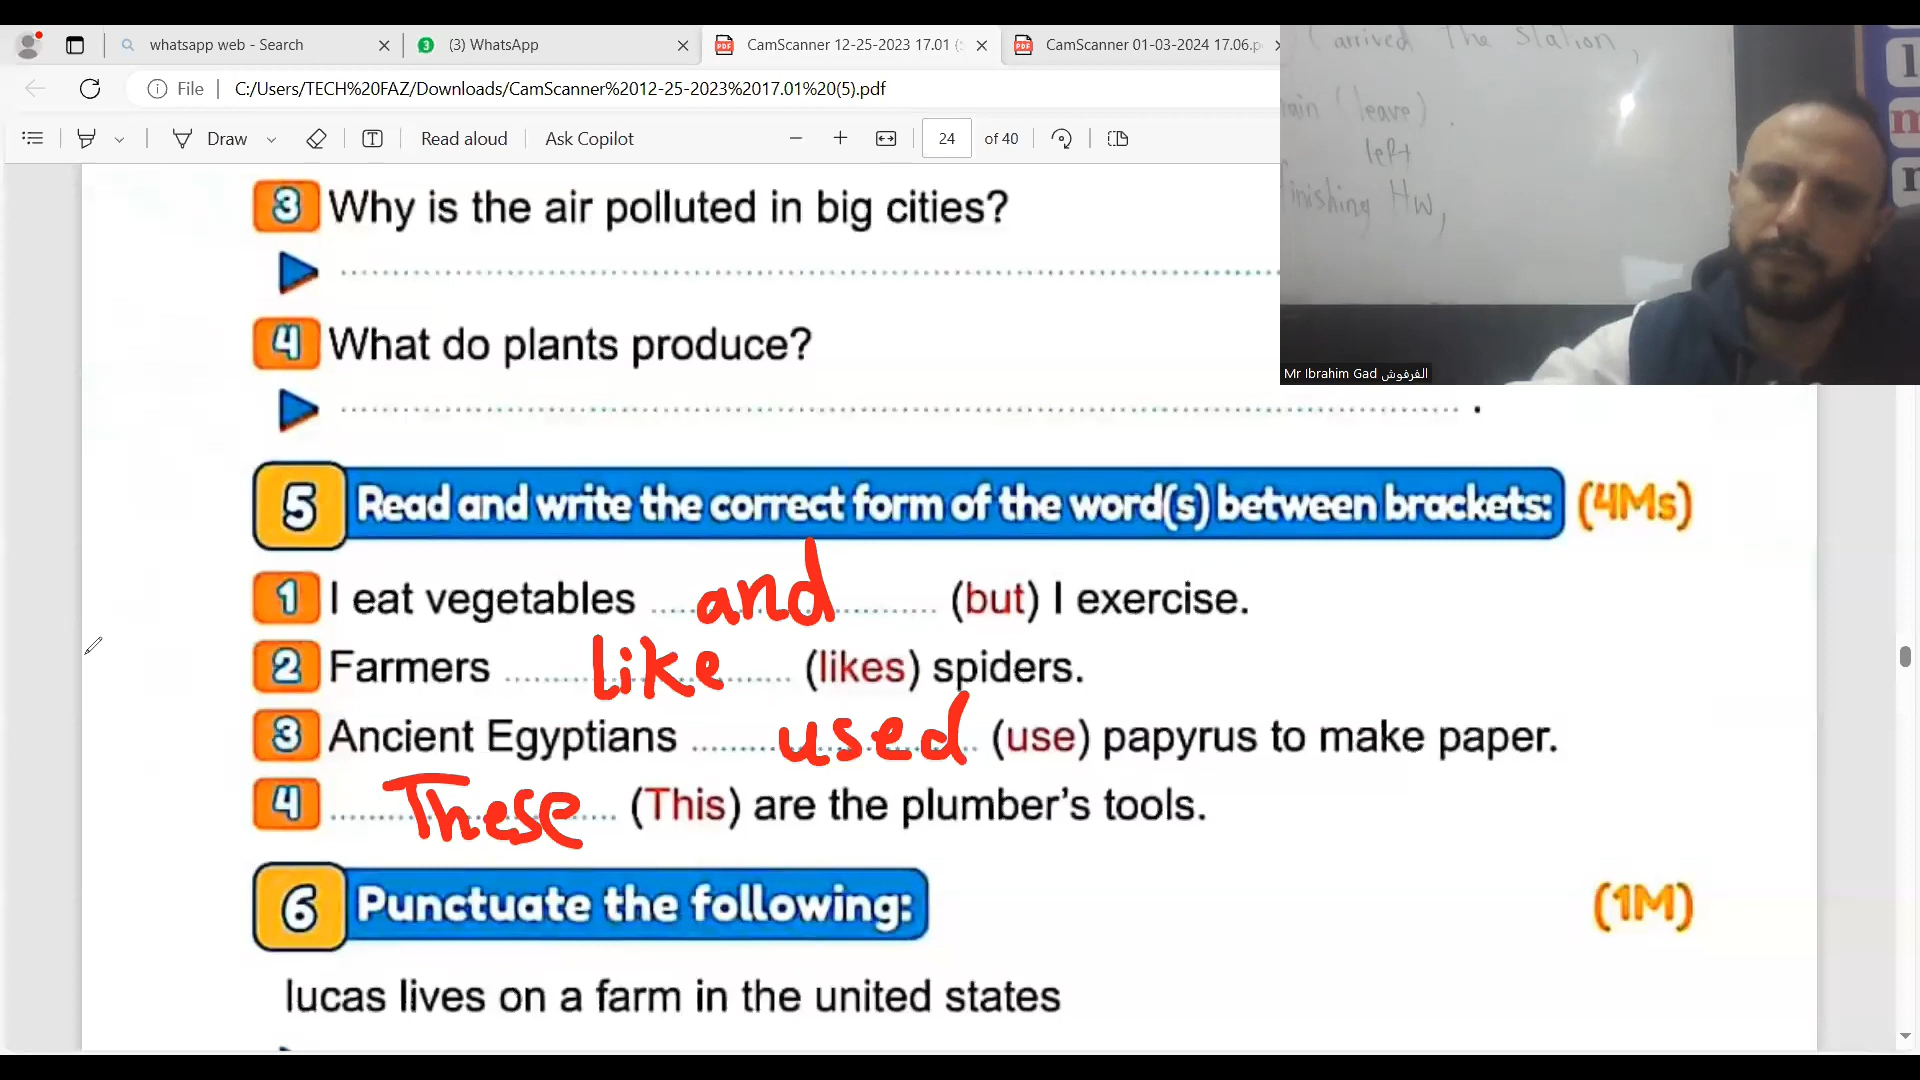 whatsapp web - Search
(3) WhatsApp
CamScanner 12-25-2023 17.01 (
CamScanner 01-03-2024 17.06.p
File
C:/Users/TECH%20FAZ/Downloads/CamScanner%2012-25-2023%2017.01%20(5).pdf
Draw
Read aloud
Ask Copilot
24 of 40
(arrived The Station,
(leave).
left
HW,
Mr Ibrahim Gad الفرفوش
3 Why is the air polluted in big cities?
4 What do plants produce?
5 Read and write the correct form of the word(s) between brackets: (4Ms)
1 I eat vegetables and (but) I exercise.
2 Farmers like (likes) spiders.
3 Ancient Egyptians used (use) papyrus to make paper.
4 These (This) are the plumber's tools.
6 Punctuate the following: (1M)
lucas lives on a farm in the united states